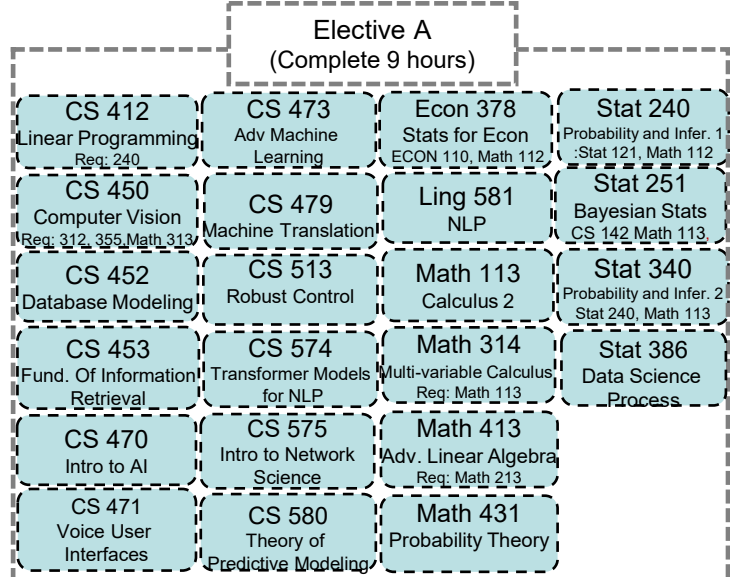 Elective A
(Complete 9 hours)
CS 412
Linear Programming
Req: 240
CS 450
Computer Vision
Req: 312, 355,Math 313
CS 452
Database Modeling
CS 453
Fund. Of Information
Retrieval
CS 470
Intro to AI
CS 471
Voice User
Interfaces
CS 473
Adv Machine
Learning
CS 479
Machine Translation
CS 513
Robust Control
CS 574
Transformer Models
for NLP
CS 575
Intro to Network
Science
CS 580
Theory of
Predictive Modeling
Econ 378
Stats for Econ
ECON 110, Math 112
Ling 581
NLP
Math 113
Calculus 2
Math 314
Multi-variable Calculus
Req: Math 113
Math 413
Adv. Linear Algebra
Req: Math 213
Math 431
Probability Theory
Stat 240
Probability and Infer. 1
:Stat 121, Math 112
Stat 251
Bayesian Stats
CS 142 Math 113,
Stat 340
Probability and Infer. 2
Stat 240, Math 113
Stat 386
Data Science
Process